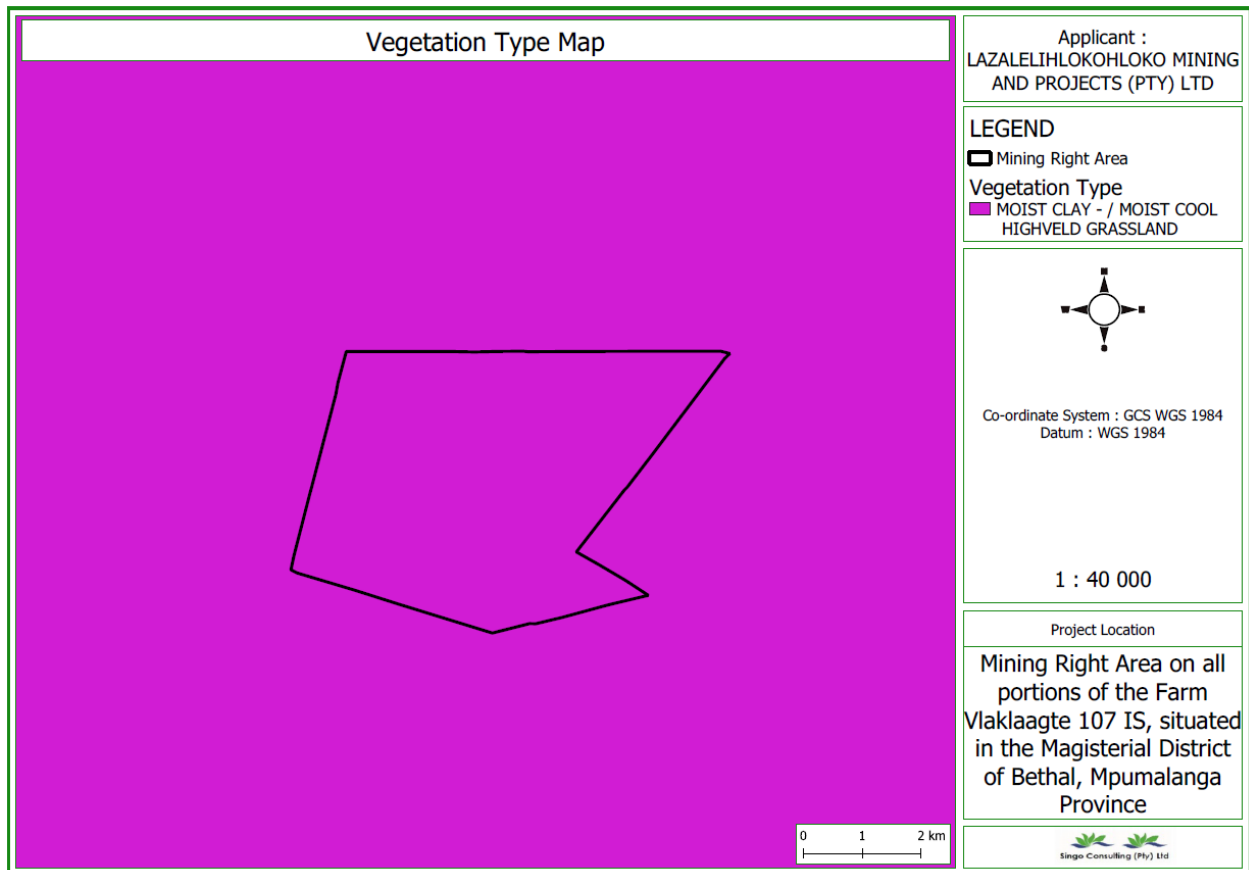 Vegetation Type Map
Applicant :
LAZALELIHLOKOHLOKO MINING
AND PROJECTS (PTY) LTD
LEGEND
Mining Right Area
Vegetation Type
MOIST CLAY - / MOIST COOL
HIGHVELD GRASSLAND
Co-ordinate System : GCS WGS 1984
Datum : WGS 1984
1 : 40 000
Project Location
Mining Right Area on all
portions of the Farm
Vlaklaagte 107 IS, situated
in the Magisterial District
of Bethal, Mpumalanga
Province
0 1 2 km
Singo Consulting (Pty) Ltd